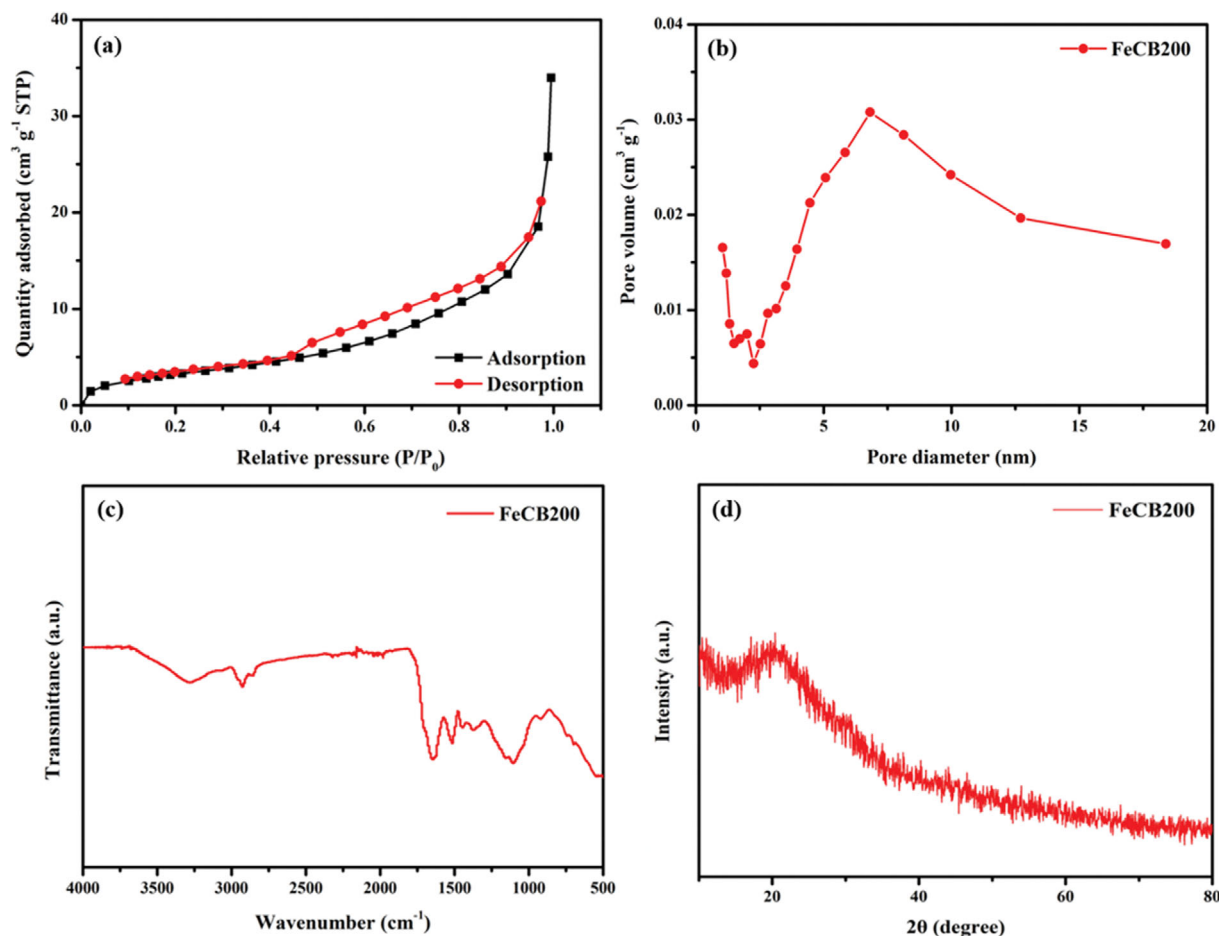 (a)
40
30
20
10
0
0.0 0.2 0.4 0.6 0.8 1.0
Quantity adsorbed (cm³ g⁻¹ STP)
Relative pressure (P/P₀)
Adsorption
Desorption
(b)
FeCB200
0.04
0.03
0.02
0.01
0.00
0 5 10 15 20
Pore volume (cm³ g⁻¹)
Pore diameter (nm)
(c)
FeCB200
Transmittance (a.u.)
4000 3500 3000 2500 2000 1500 1000 500
Wavenumber (cm⁻¹)
(d)
FeCB200
Intensity (a.u.)
20 40 60 80
2θ (degree)